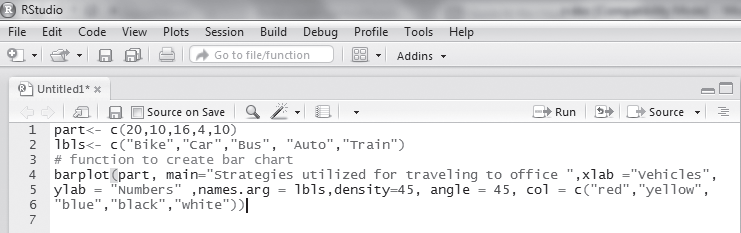 RStudio
File Edit Code View Plots Session Build Debug Profile Tools Help
Go to file/function Addins
Untitled1* ×
Source on Save Run Source
1 part<- c(20,10,16,4,10)
2 lbls<- c("Bike","Car","Bus", "Auto","Train")
3 # function to create bar chart
4 barplot(part, main="Strategies utilized for traveling to office ",xlab ="Vehicles",
5 ylab = "Numbers" ,names.arg = lbls,density=45, angle = 45, col = c("red","yellow",
6 "blue","black","white"))
7